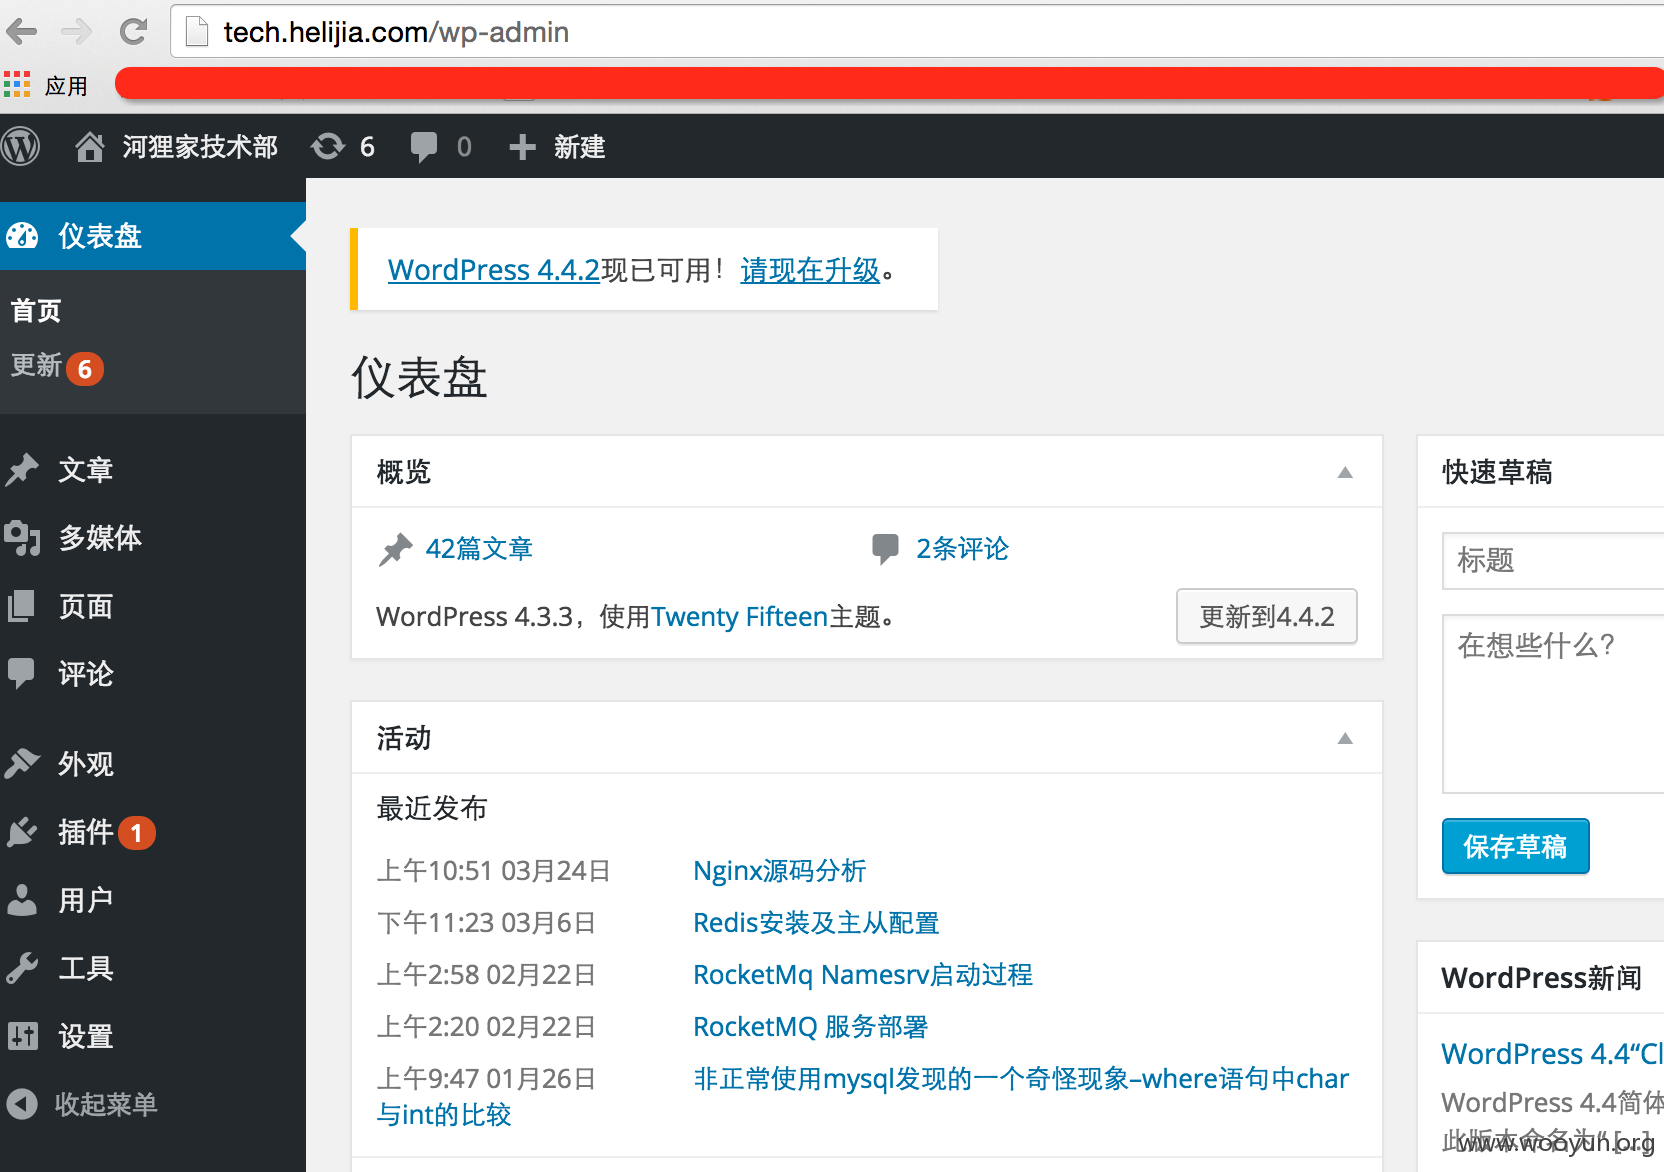 tech.helijia.com/wp-admin
应用
河狸家技术部 6 0 新建
仪表盘
首页
更新 6
文章
多媒体
页面
评论
外观
插件 1
用户
工具
设置
收起菜单
WordPress 4.4.2现已可用！请现在升级。
仪表盘
概览
42篇文章
2条评论
WordPress 4.3.3，使用Twenty Fifteen主题。
更新到4.4.2
活动
最近发布
上午10:51 03月24日 Nginx源码分析
下午11:23 03月6日 Redis安装及主从配置
上午2:58 02月22日 RocketMq Namesrv启动过程
上午2:20 02月22日 RocketMQ 服务部署
上午9:47 01月26日 非正常使用mysql发现的一个奇怪现象–where语句中char
与int的比较
快速草稿
标题
在想些什么？
保存草稿
WordPress新闻
WordPress 4.4“Cl
WordPress 4.4简体
此版本命名为“ [...]
www.wooyun.org